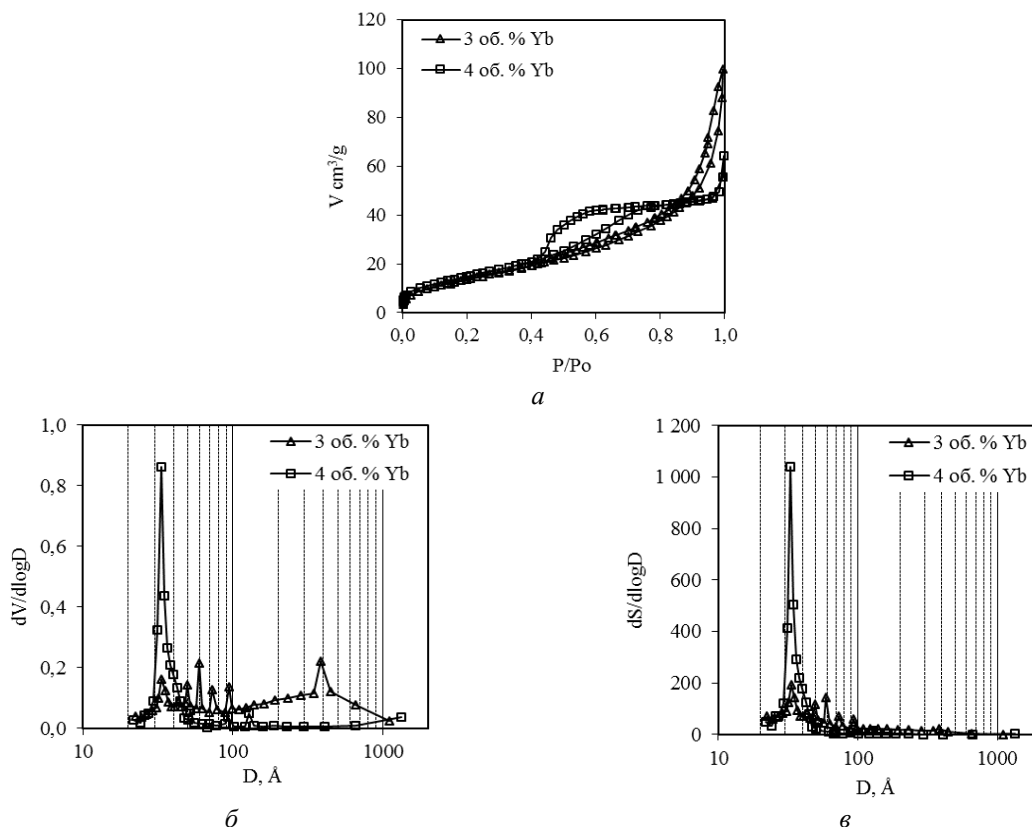 120
100
80
60
40
20
0
V cm³/g
3 об. % Yb
4 об. % Yb
0,0 0,2 0,4 0,6 0,8 1,0
P/Po
а
1,0
0,8
0,6
0,4
0,2
0,0
dV/dlogD
3 об. % Yb
4 об. % Yb
10 100 1000
D, Å
б
1 200
1 000
800
600
400
200
0
dS/dlogD
3 об. % Yb
4 об. % Yb
10 100 1000
D, Å
в